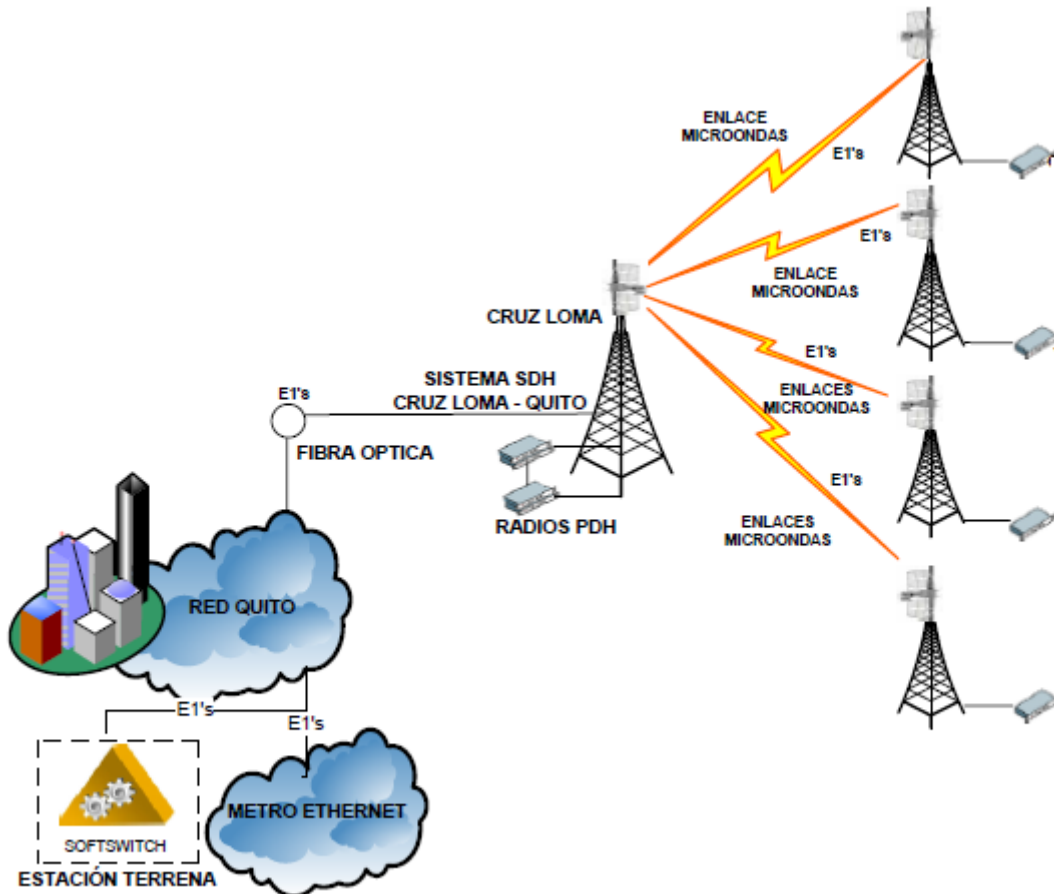 ENLACE
MICROONDAS
E1's
E1's
ENLACE
MICROONDAS
CRUZ LOMA
E1's
SISTEMA SDH
CRUZ LOMA - QUITO
E1's
ENLACES
MICROONDAS
FIBRA OPTICA
E1's
RADIOS PDH
ENLACES
MICROONDAS
RED QUITO
E1's
E1's
METRO ETHERNET
SOFTSWITCH
ESTACIÓN TERRENA